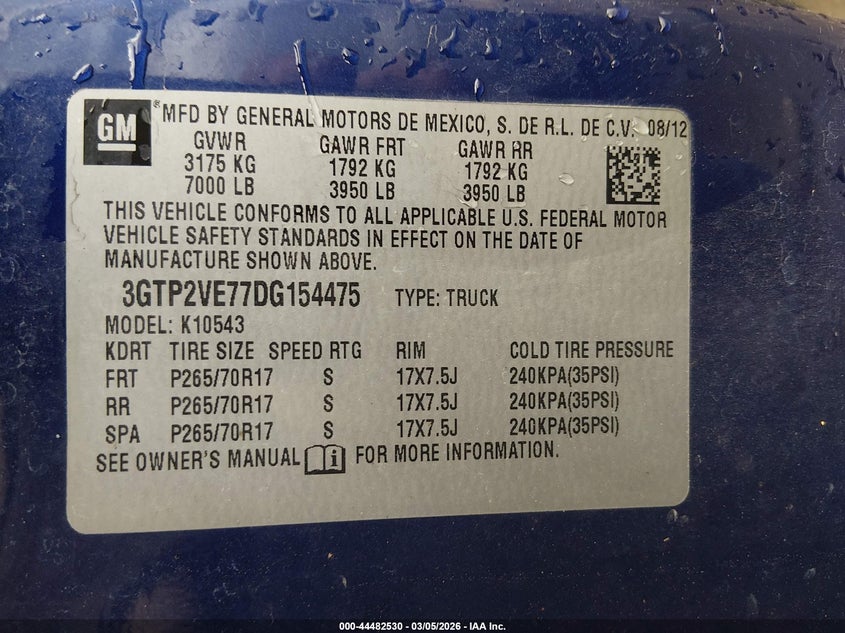 GM ® MFD BY GENERAL MOTORS DE MEXICO, S. DE R.L. DE C.V. 08/12
GVWR GAWR FRT GAWR RR
3175 KG 1792 KG 1792 KG
7000 LB 3950 LB 3950 LB
THIS VEHICLE CONFORMS TO ALL APPLICABLE U.S. FEDERAL MOTOR
VEHICLE SAFETY STANDARDS IN EFFECT ON THE DATE OF
MANUFACTURE SHOWN ABOVE.
3GTP2VE77DG154475 TYPE: TRUCK
MODEL: K10543
KDRT TIRE SIZE SPEED RTG RIM COLD TIRE PRESSURE
FRT P265/70R17 S 17X7.5J 240KPA(35PSI)
RR P265/70R17 S 17X7.5J 240KPA(35PSI)
SPA P265/70R17 S 17X7.5J 240KPA(35PSI)
SEE OWNER'S MANUAL i FOR MORE INFORMATION.
000-44482530 - 03/05/2026 - IAA Inc.